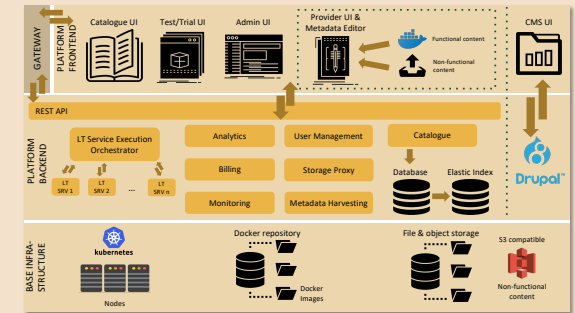 GATEWAY
PLATFORM
FRONTEND
Catalogue UI
Test/Trial UI
Admin UI
Provider UI &
Metadata Editor
Functional content
Non-functional
content
CMS UI
REST API
PLATFORM
BACKEND
LT Service Execution
Orchestrator
LT
SRV 1
LT
SRV 2
...
LT
SRV n
Analytics
User Management
Catalogue
Billing
Storage Proxy
Monitoring
Metadata Harvesting
Database
Elastic Index
Drupal™
BASE INFRA-
STRUCTURE
kubernetes
Nodes
Docker repository
Docker
Images
File & object storage
S3 compatible
Non-functional
content